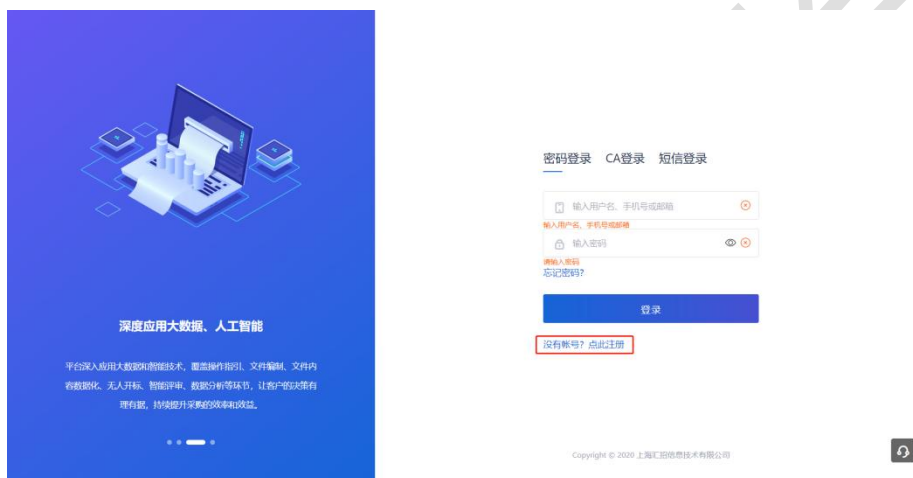 深度应用大数据、人工智能
平台深入应用大数据和智能技术，覆盖操作指引、文件编制、文件内
容数据化、无人开标、智能评审、数据分析等环节，让客户的决策有
理有据，持续提升采购的效率和效益。
密码登录 CA登录 短信登录
输入用户名、手机号或邮箱
输入用户名、手机号或邮箱
输入密码
请输入密码
忘记密码？
登录
没有帐号？点此注册
Copyright © 2020 上海汇招信息技术有限公司